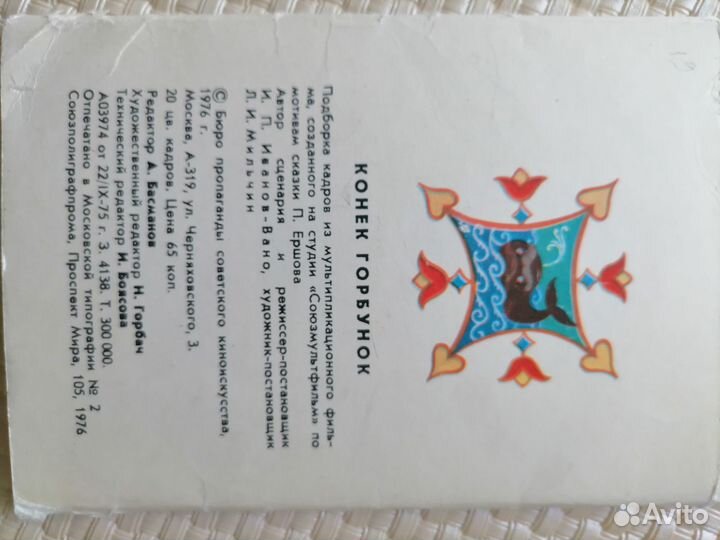 КОНЕК ГОРБУНОК
Подборка кадров из мультипликационного филь-
ма, созданного на студии «Союзмультфильм» по
мотивам сказки П. Ершова
Автор сценария и режиссер-постановщик
И. П. Иванов-Вано, художник-постановщик
Л. И. Мильчин
© Бюро пропаганды советского киноискусства,
1976 г.
Москва, А-319, ул. Черняховского, 3.
20 цв. кадров. Цена 65 коп.
Редактор А. Басманов
Художественный редактор Н. Горбач
Технический редактор И. Боясова
А03974 от 22/IX-75 г. З. 4138. Т. 300 000.
Отпечатано в Московской типографии № 2
Союзполиграфпрома, Проспект Мира, 105, 1976
Avito